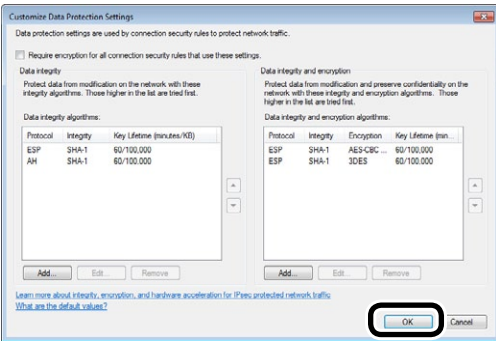 Customize Data Protection Settings
Data protection settings are used by connection security rules to protect network traffic.
Require encryption for all connection security rules that use these settings.
Data integrity
Protect data from modification on the network with these
integrity algorithms. Those higher in the list are tried first.
Data integrity algorithms:
Protocol Integrity Key Lifetime (minutes/KB)
ESP SHA-1 60/100,000
AH SHA-1 60/100,000
Add... Edit... Remove
Data integrity and encryption
Protect data from modification and preserve confidentiality on the
network with these integrity and encryption algorithms. Those
higher in the list are tried first.
Data integrity and encryption algorithms:
Protocol Integrity Encryption Key Lifetime (min...
ESP SHA-1 AES-CBC ... 60/100,000
ESP SHA-1 3DES 60/100,000
Add... Edit... Remove
Learn more about integrity, encryption, and hardware acceleration for IPsec protected network traffic
What are the default values?
OK Cancel